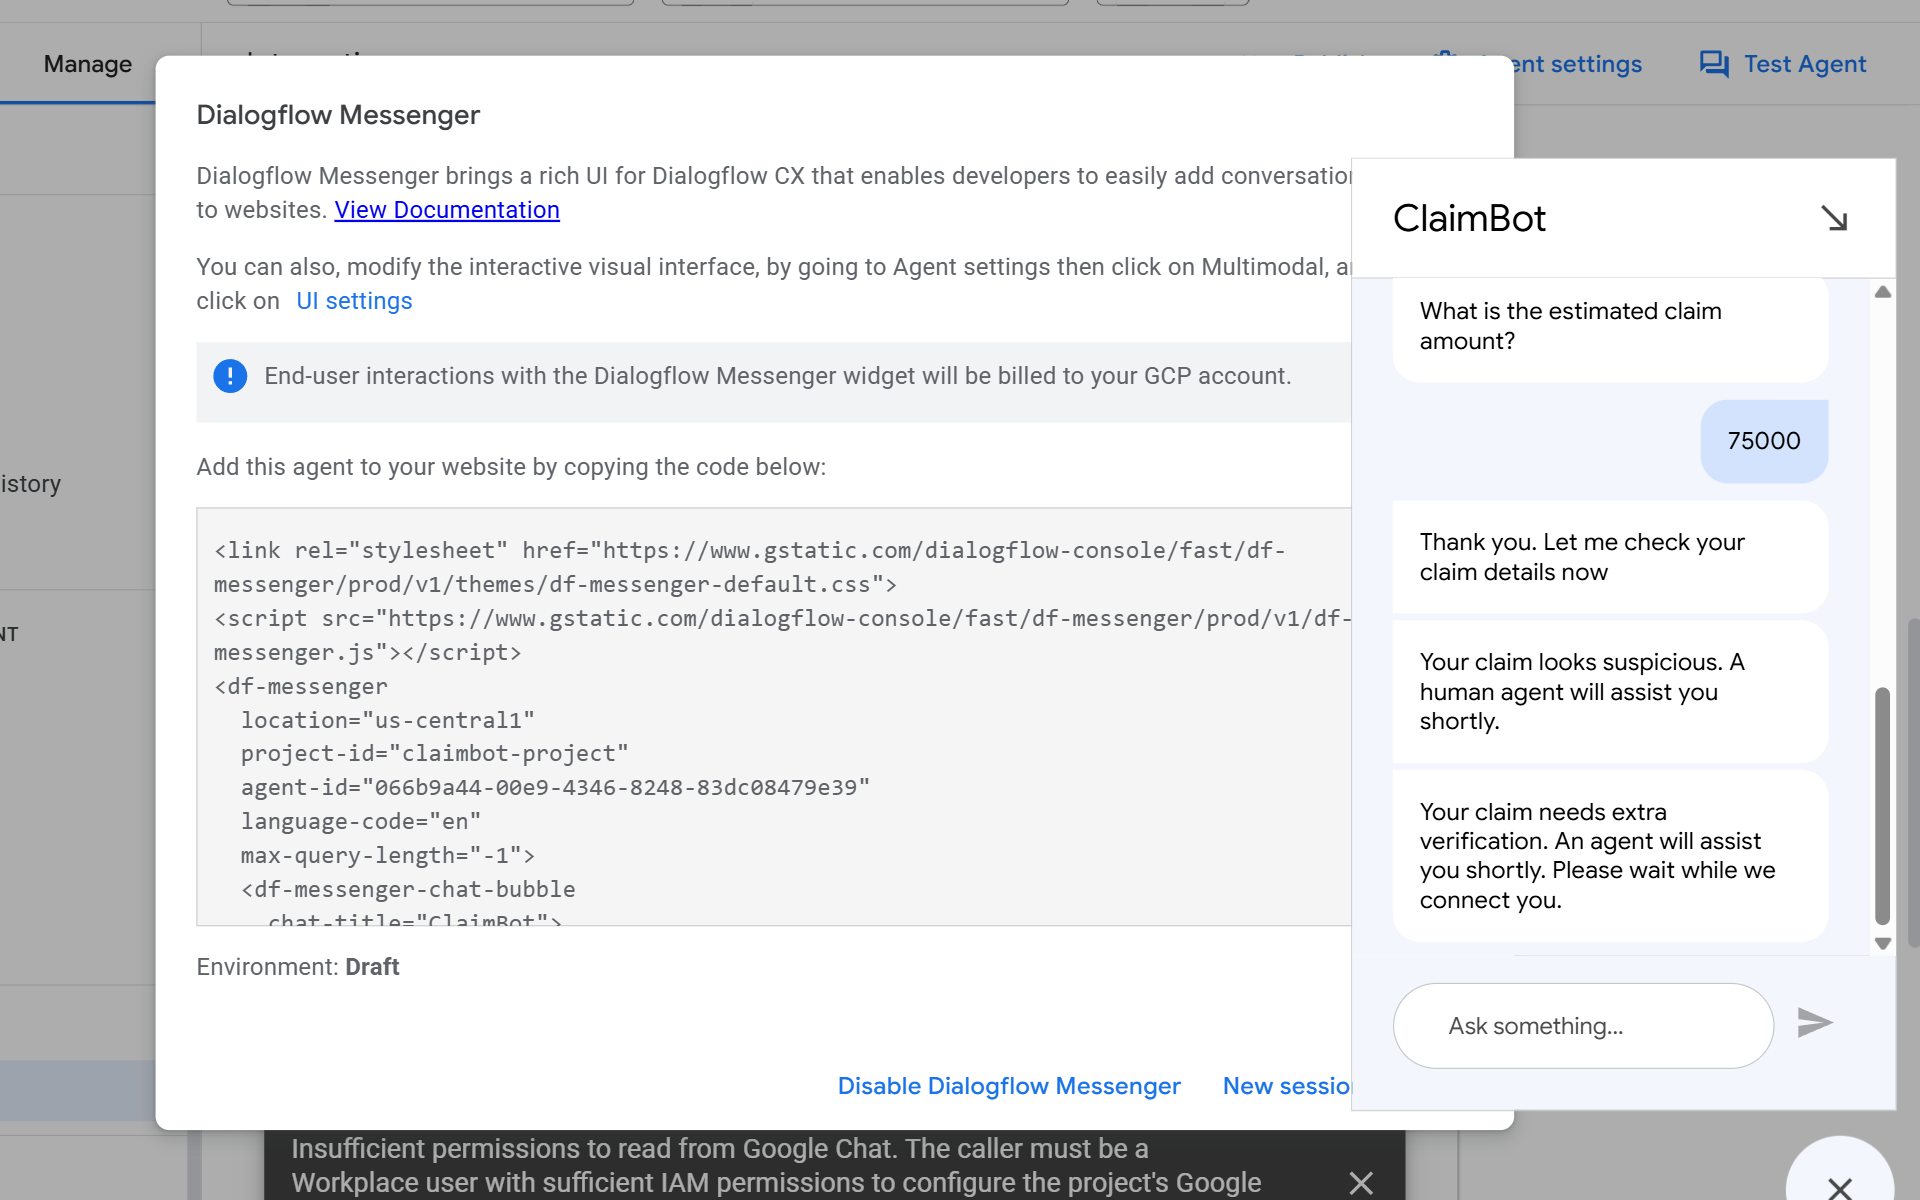 Manage
ent settings
Test Agent
Dialogflow Messenger
Dialogflow Messenger brings a rich UI for Dialogflow CX that enables developers to easily add conversation
to websites. View Documentation
You can also, modify the interactive visual interface, by going to Agent settings then click on Multimodal, a
click on UI settings
End-user interactions with the Dialogflow Messenger widget will be billed to your GCP account.
Add this agent to your website by copying the code below:
<link rel="stylesheet" href="https://www.gstatic.com/dialogflow-console/fast/df-
messenger/prod/v1/themes/df-messenger-default.css">
<script src="https://www.gstatic.com/dialogflow-console/fast/df-messenger/prod/v1/df-
messenger.js"></script>
<df-messenger
location="us-central1"
project-id="claimbot-project"
agent-id="066b9a44-00e9-4346-8248-83dc08479e39"
language-code="en"
max-query-length="-1">
<df-messenger-chat-bubble
chat-title="ClaimBot">
Environment: Draft
Disable Dialogflow Messenger
New session
istory
NT
ClaimBot
What is the estimated claim
amount?
75000
Thank you. Let me check your
claim details now
Your claim looks suspicious. A
human agent will assist you
shortly.
Your claim needs extra
verification. An agent will assist
you shortly. Please wait while we
connect you.
Ask something...
Insufficient permissions to read from Google Chat. The caller must be a
Workplace user with sufficient IAM permissions to configure the project's Google